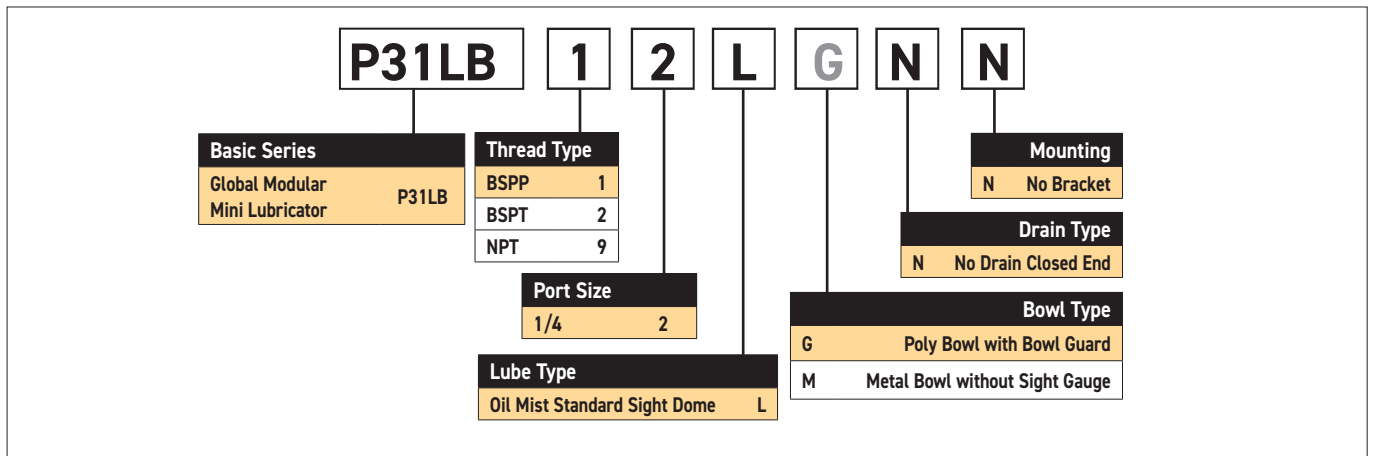 P31LB 1 2 L G N N
Basic Series
Global Modular
Mini Lubricator P31LB
Thread Type
BSPP 1
BSPT 2
NPT 9
Port Size
1/4 2
Lube Type
Oil Mist Standard Sight Dome L
Mounting
N No Bracket
Drain Type
N No Drain Closed End
Bowl Type
G Poly Bowl with Bowl Guard
M Metal Bowl without Sight Gauge